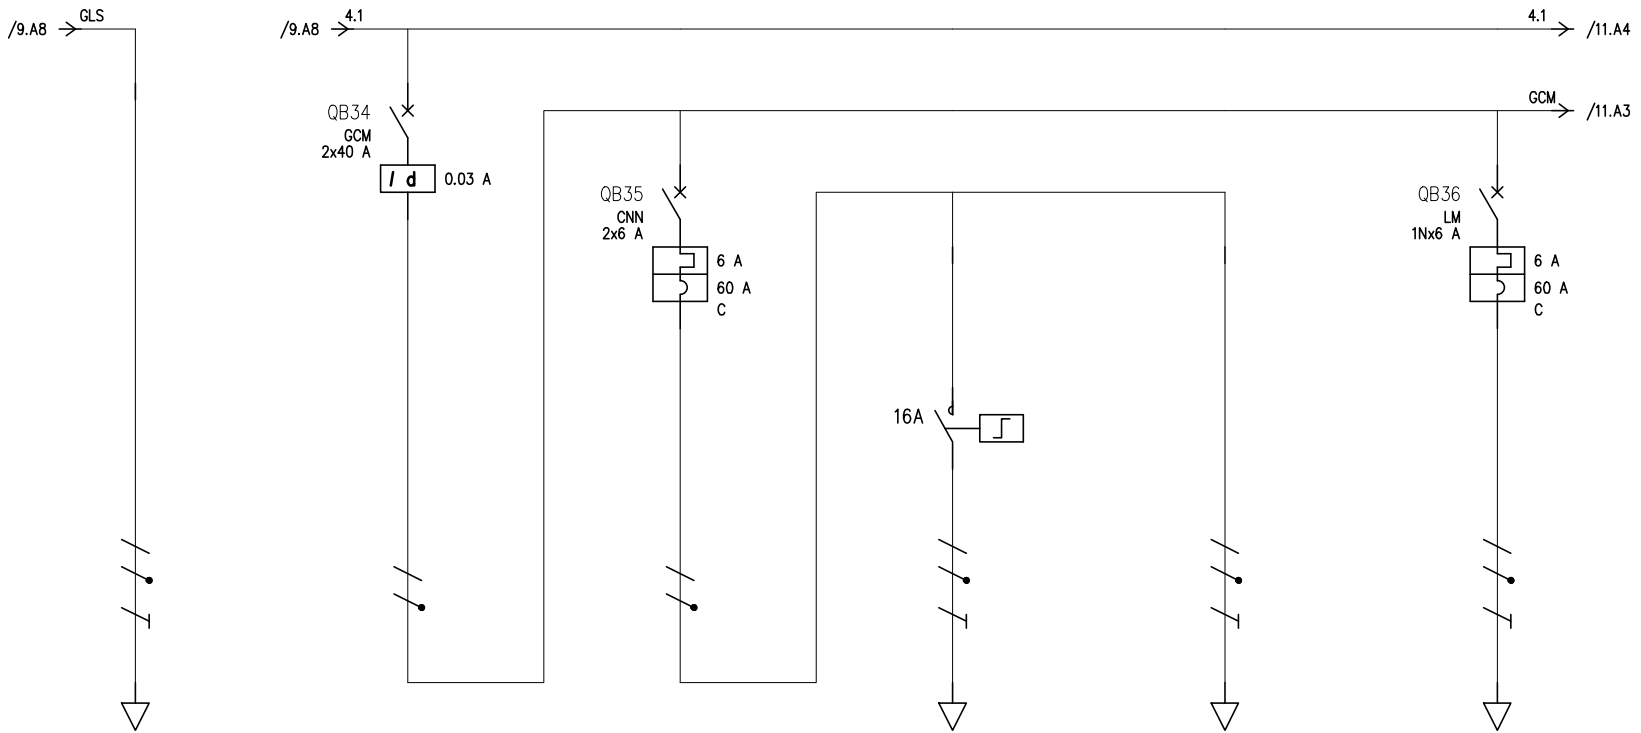 GLS
/9.A8
4.1
/9.A8
4.1
/11.A4
GCM
/11.A3
QB34
GCM
2x40 A
I d
0.03 A
QB35
CNN
2x6 A
6 A
60 A
C
16A
QB36
LM
1Nx6 A
6 A
60 A
C